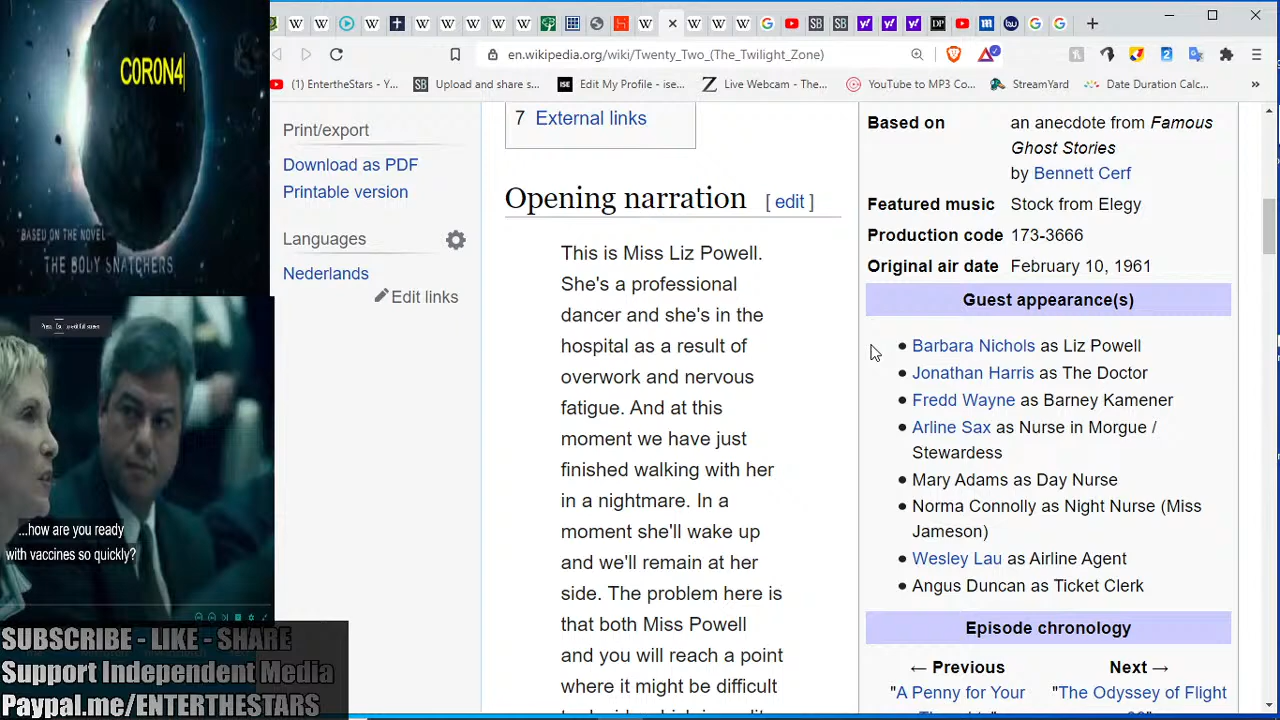 CORON4
"BASED ON THE NOVEL
THE BODY SNATCHERS
...how are you ready
with vaccines so quickly?
SUBSCRIBE - LIKE - SHARE
Support Independent Media
Paypal.me/ENTERTHESTARS
en.wikipedia.org/wiki/Twenty_Two_(The_Twilight_Zone)
(1) EntertheStars - Y...
Upload and share s...
Edit My Profile - ise...
Live Webcam - The...
YouTube to MP3 Co...
StreamYard
Date Duration Calc...
Print/export
Download as PDF
Printable version
Languages
Nederlands
Edit links
7 External links
Opening narration [ edit ]
This is Miss Liz Powell.
She's a professional
dancer and she's in the
hospital as a result of
overwork and nervous
fatigue. And at this
moment we have just
finished walking with her
in a nightmare. In a
moment she'll wake up
and we'll remain at her
side. The problem here is
that both Miss Powell
and you will reach a point
where it might be difficult
Based on an anecdote from Famous
Ghost Stories
by Bennett Cerf
Featured music Stock from Elegy
Production code 173-3666
Original air date February 10, 1961
Guest appearance(s)
• Barbara Nichols as Liz Powell
• Jonathan Harris as The Doctor
• Fredd Wayne as Barney Kamener
• Arline Sax as Nurse in Morgue /
Stewardess
• Mary Adams as Day Nurse
• Norma Connolly as Night Nurse (Miss
Jameson)
• Wesley Lau as Airline Agent
• Angus Duncan as Ticket Clerk
Episode chronology
← Previous Next →
"A Penny for Your "The Odyssey of Flight